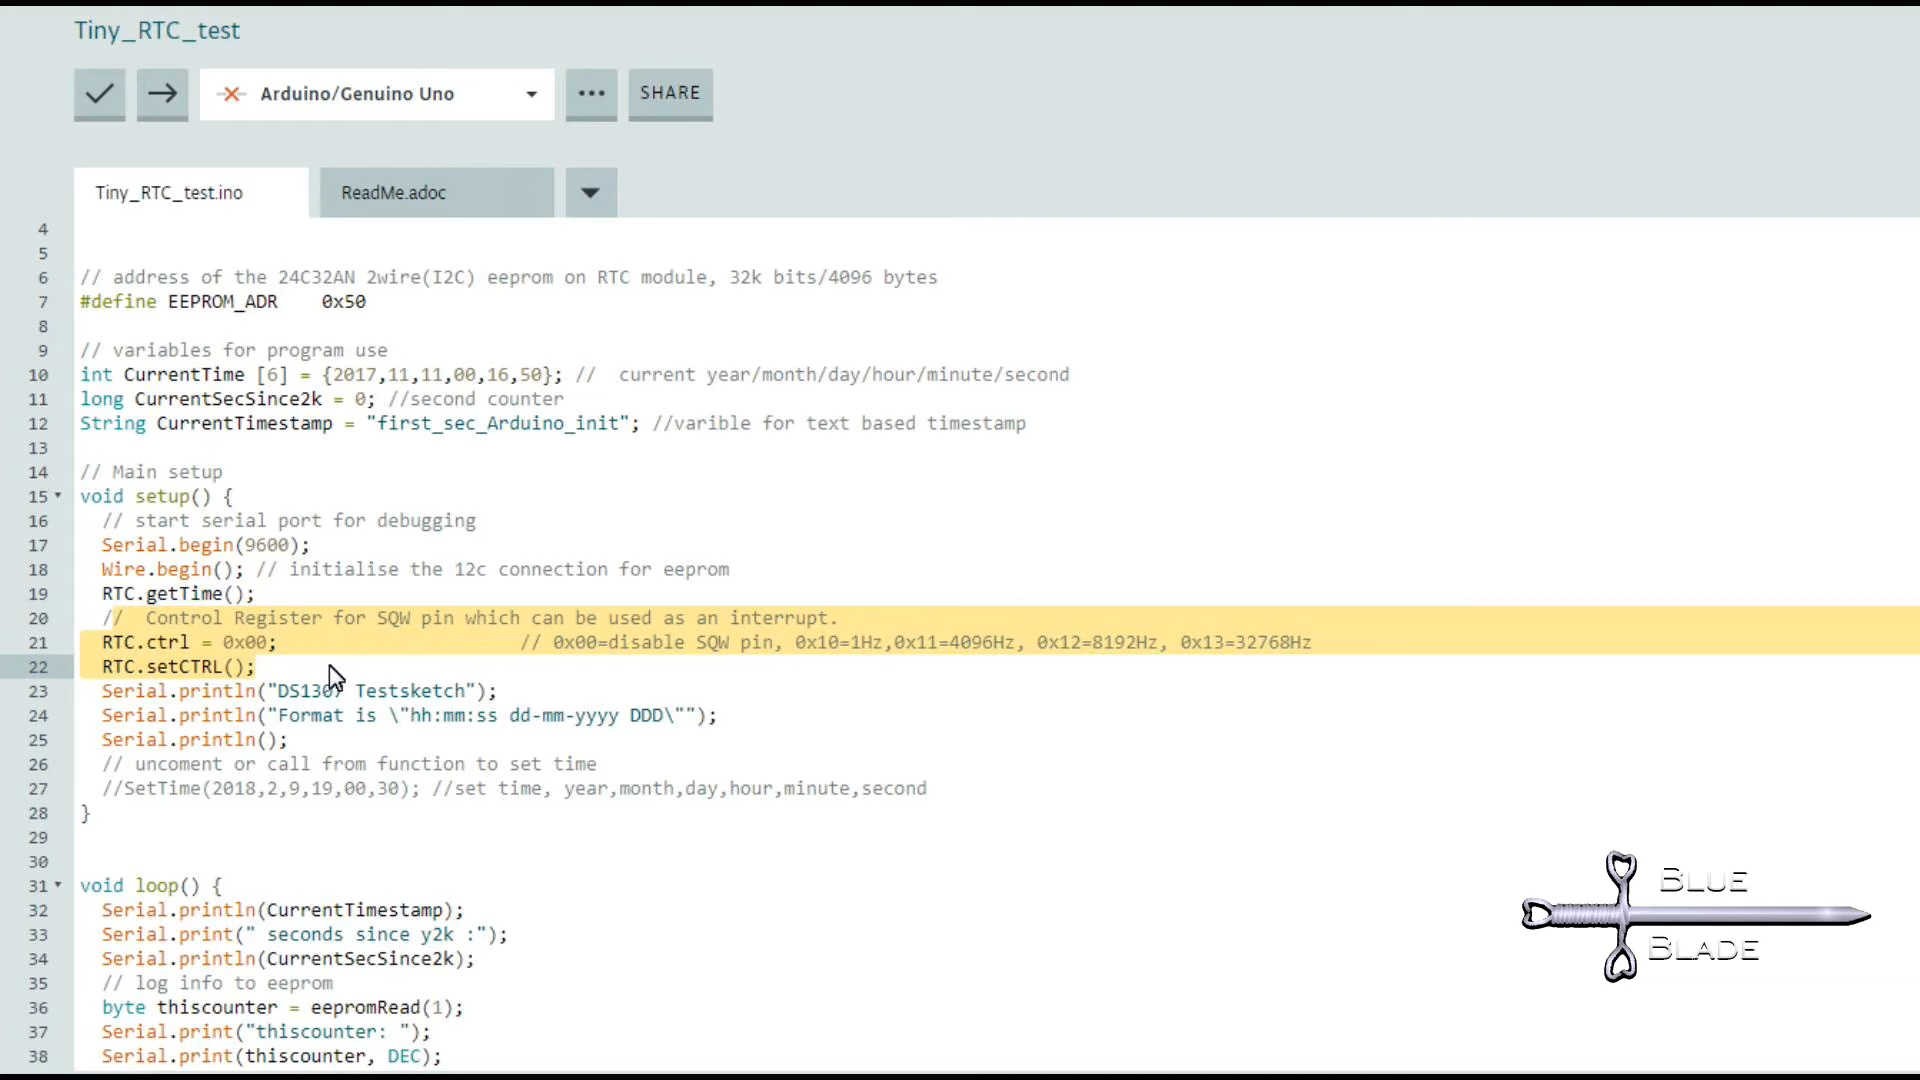 Tiny_RTC_test
Arduino/Genuino Uno
SHARE
Tiny_RTC_test.ino
ReadMe.adoc
4
5
6 // address of the 24C32AN 2wire(I2C) eeprom on RTC module, 32k bits/4096 bytes
7 #define EEPROM_ADR    0x50
8
9 // variables for program use
10 int CurrentTime [6] = {2017,11,11,00,16,50}; //  current year/month/day/hour/minute/second
11 long CurrentSecSince2k = 0; //second counter
12 String CurrentTimestamp = "first_sec_Arduino_init"; //varible for text based timestamp
13
14 // Main setup
15 void setup() {
16   // start serial port for debugging
17   Serial.begin(9600);
18   Wire.begin(); // initialise the 12c connection for eeprom
19   RTC.getTime();
20   //  Control Register for SQW pin which can be used as an interrupt.
21   RTC.ctrl = 0x00;                      // 0x00=disable SQW pin, 0x10=1Hz,0x11=4096Hz, 0x12=8192Hz, 0x13=32768Hz
22   RTC.setCTRL();
23   Serial.println("DS1307 Testsketch");
24   Serial.println("Format is \"hh:mm:ss dd-mm-yyyy DDD\"");
25   Serial.println();
26   // uncoment or call from function to set time
27   //SetTime(2018,2,9,19,00,30); //set time, year,month,day,hour,minute,second
28 }
29
30
31 void loop() {
32   Serial.println(CurrentTimestamp);
33   Serial.print(" seconds since y2k :");
34   Serial.println(CurrentSecSince2k);
35   // log info to eeprom
36   byte thiscounter = eepromRead(1);
37   Serial.print("thiscounter: ");
38   Serial.print(thiscounter, DEC);
BLUE
BLADE